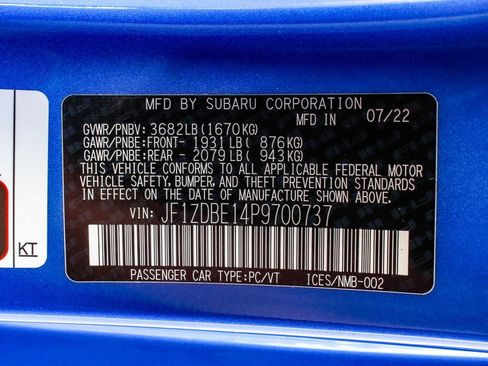 MFD BY SUBARU CORPORATION
MFD IN 07/22
GVWR/PNBV: 3682LB(1670KG)
GAWR/PNBE:FRONT- 1931LB( 876KG)
GAWR/PNBE:REAR - 2079LB( 943KG)
THIS VEHICLE CONFORMS TO ALL APPLICABLE FEDERAL MOTOR
VEHICLE SAFETY, BUMPER, AND THEFT PREVENTION STANDARDS
IN EFFECT ON THE DATE OF MANUFACTURE SHOWN ABOVE.
VIN: JF1ZDBE14P9700737
PASSENGER CAR TYPE:PC/VT ICES/NMB-002
KT